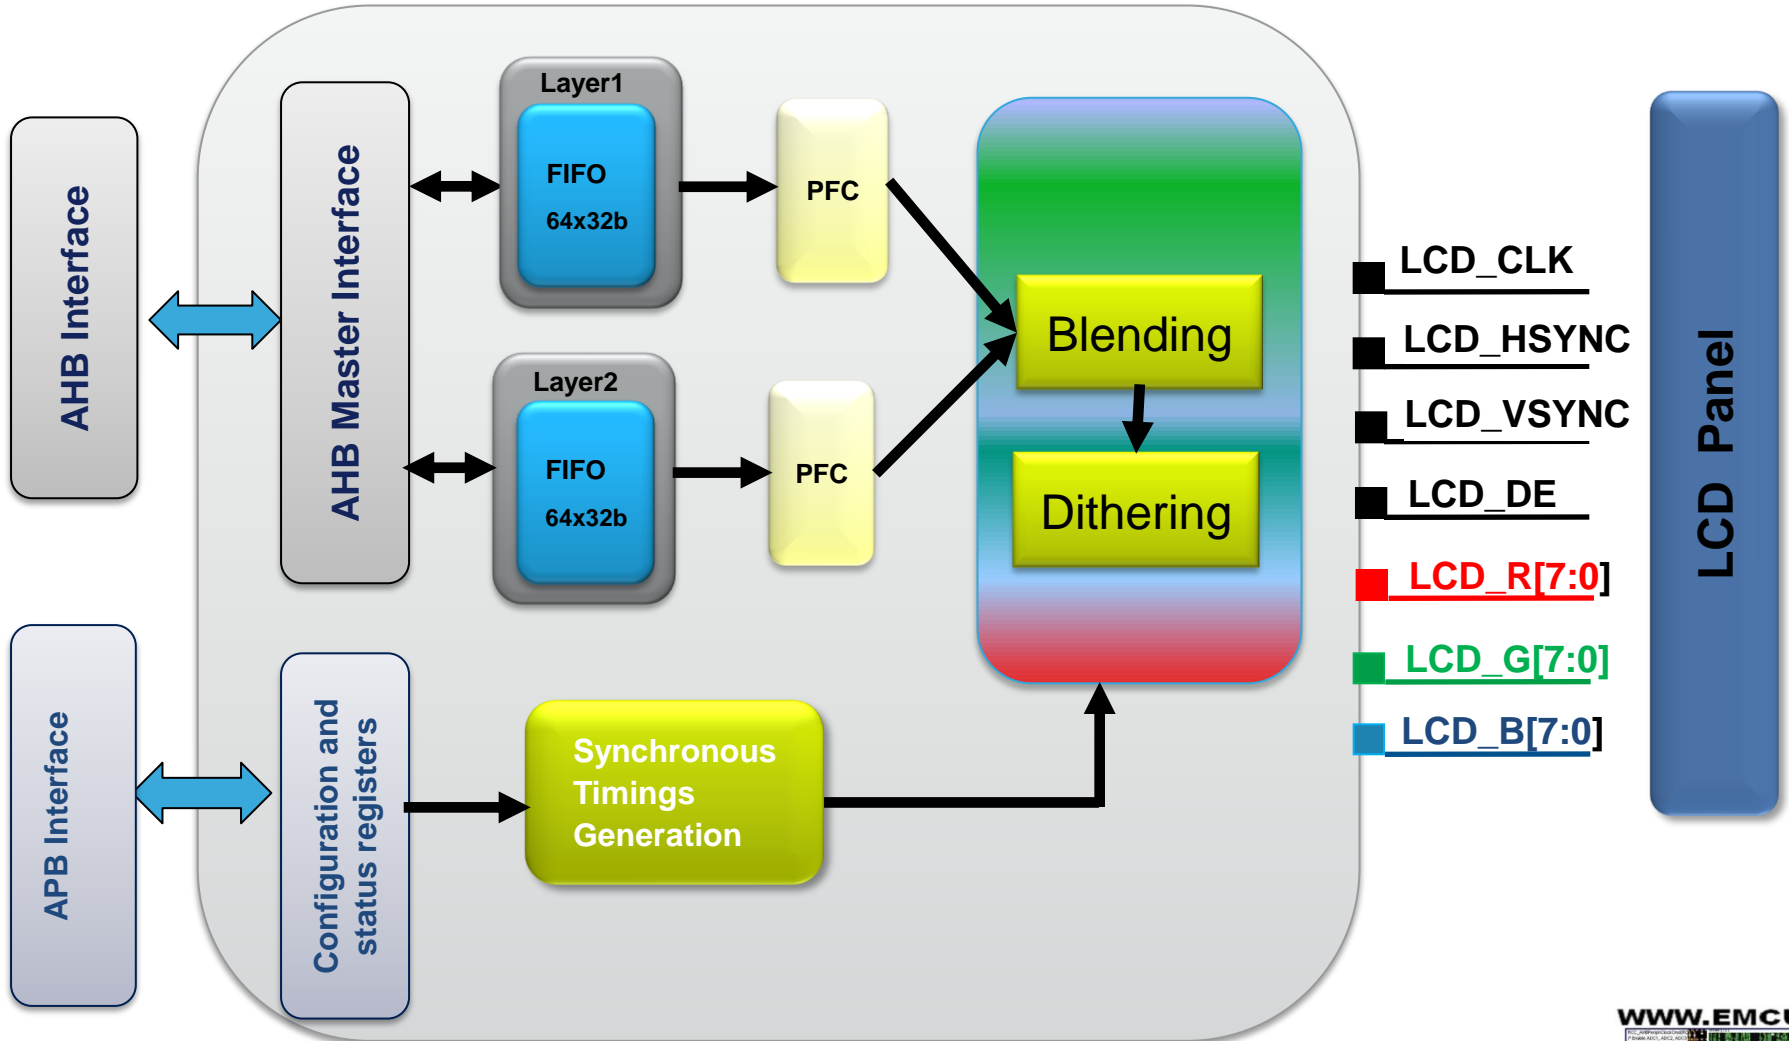 AHB Interface
AHB Master Interface
Layer1
FIFO
64x32b
PFC
Layer2
FIFO
64x32b
PFC
Blending
Dithering
APB Interface
Configuration and
status registers
Synchronous
Timings
Generation
LCD_CLK
LCD_HSYNC
LCD_VSYNC
LCD_DE
LCD_R[7:0]
LCD_G[7:0]
LCD_B[7:0]
LCD Panel
WWW.EMCU